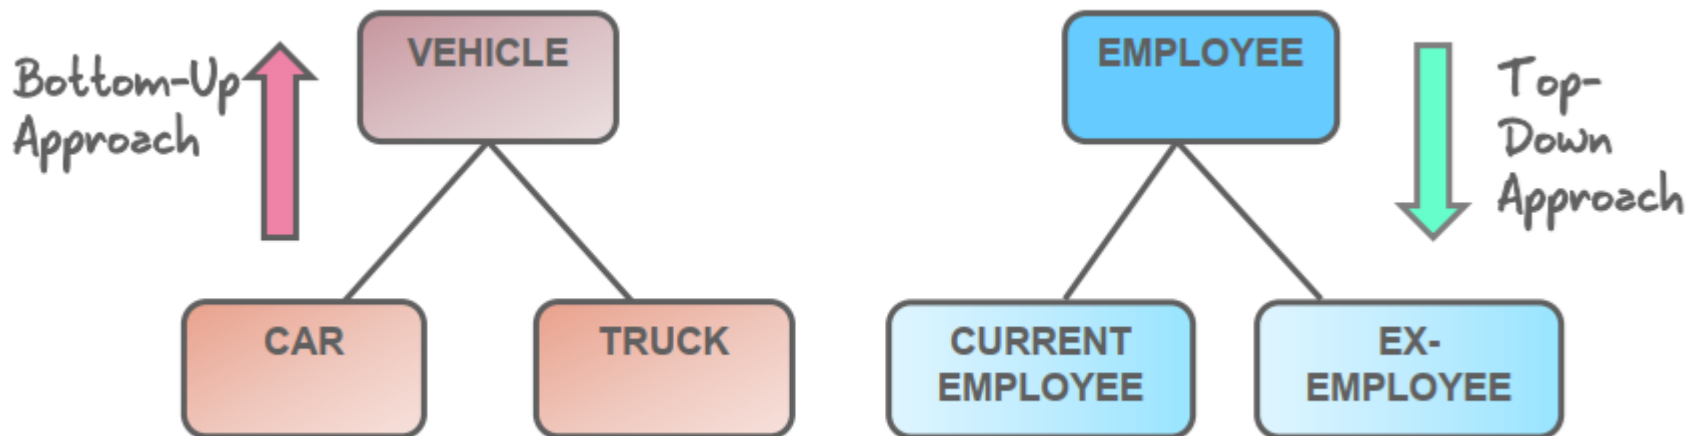 Bottom-Up
Approach
VEHICLE
CAR
TRUCK
EMPLOYEE
Top-
Down
Approach
CURRENT
EMPLOYEE
EX-
EMPLOYEE